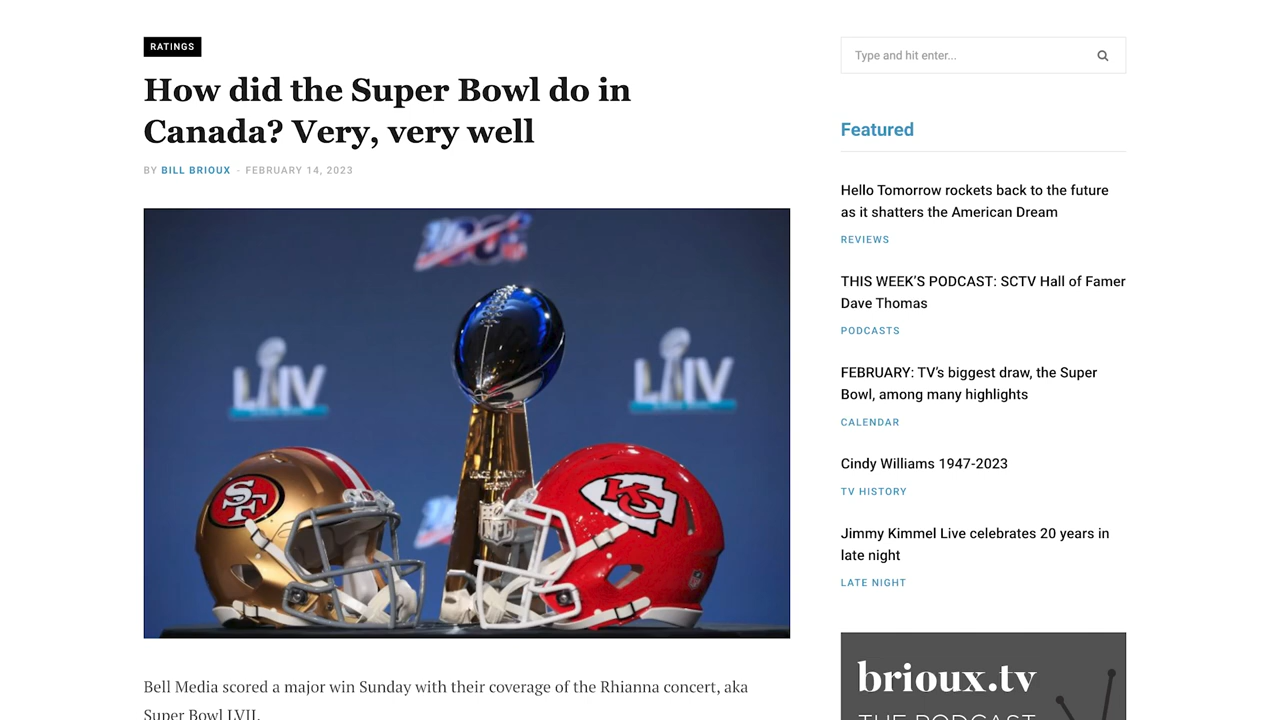 RATINGS
How did the Super Bowl do in
Canada? Very, very well
BY BILL BRIOUX - FEBRUARY 14, 2023
LIV
LIV
SF
KC
NFL
Bell Media scored a major win Sunday with their coverage of the Rhianna concert, aka
Super Bowl LVII.
Type and hit enter...
Featured
Hello Tomorrow rockets back to the future
as it shatters the American Dream
REVIEWS
THIS WEEK’S PODCAST: SCTV Hall of Famer
Dave Thomas
PODCASTS
FEBRUARY: TV’s biggest draw, the Super
Bowl, among many highlights
CALENDAR
Cindy Williams 1947-2023
TV HISTORY
Jimmy Kimmel Live celebrates 20 years in
late night
LATE NIGHT
brioux.tv
THE PODCAST